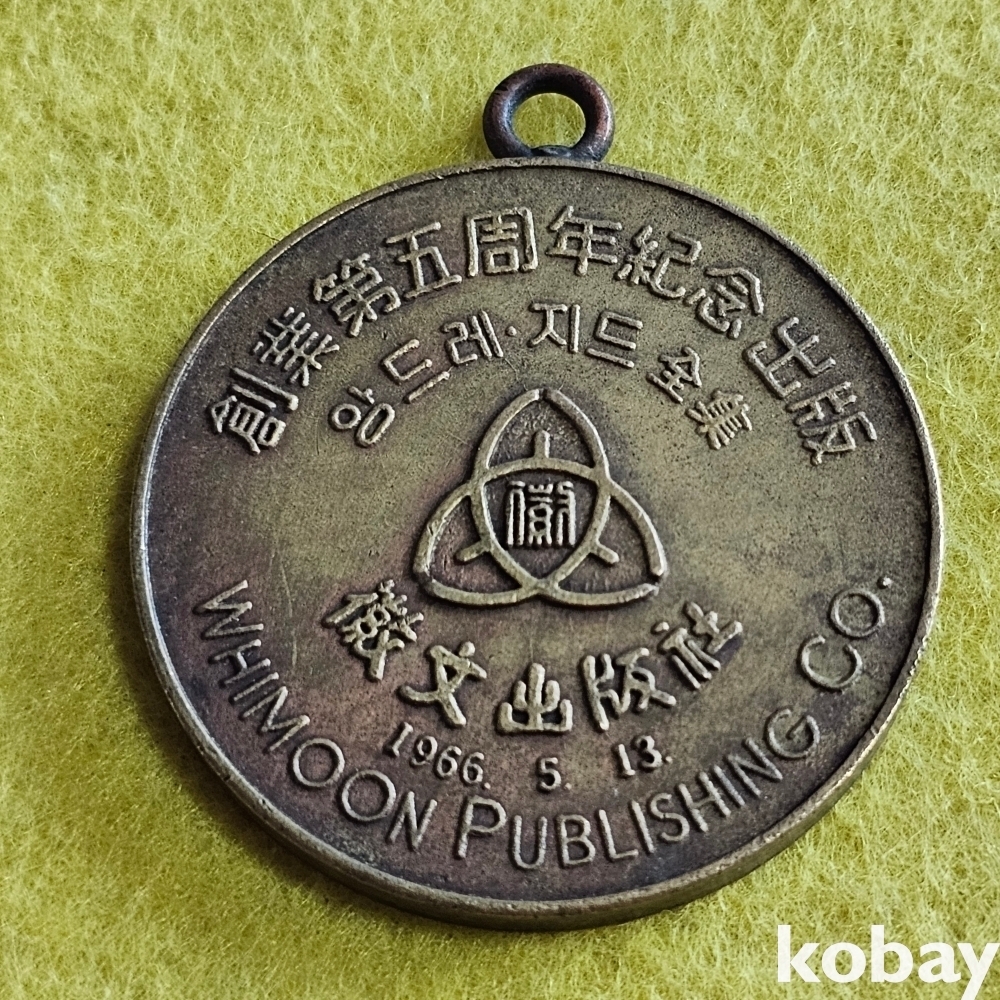 創業第五周年紀念出版
앙드레·지드 全集
徽
徽文出版社
1966. 5. 13.
WHIMOON PUBLISHING CO.
kobay